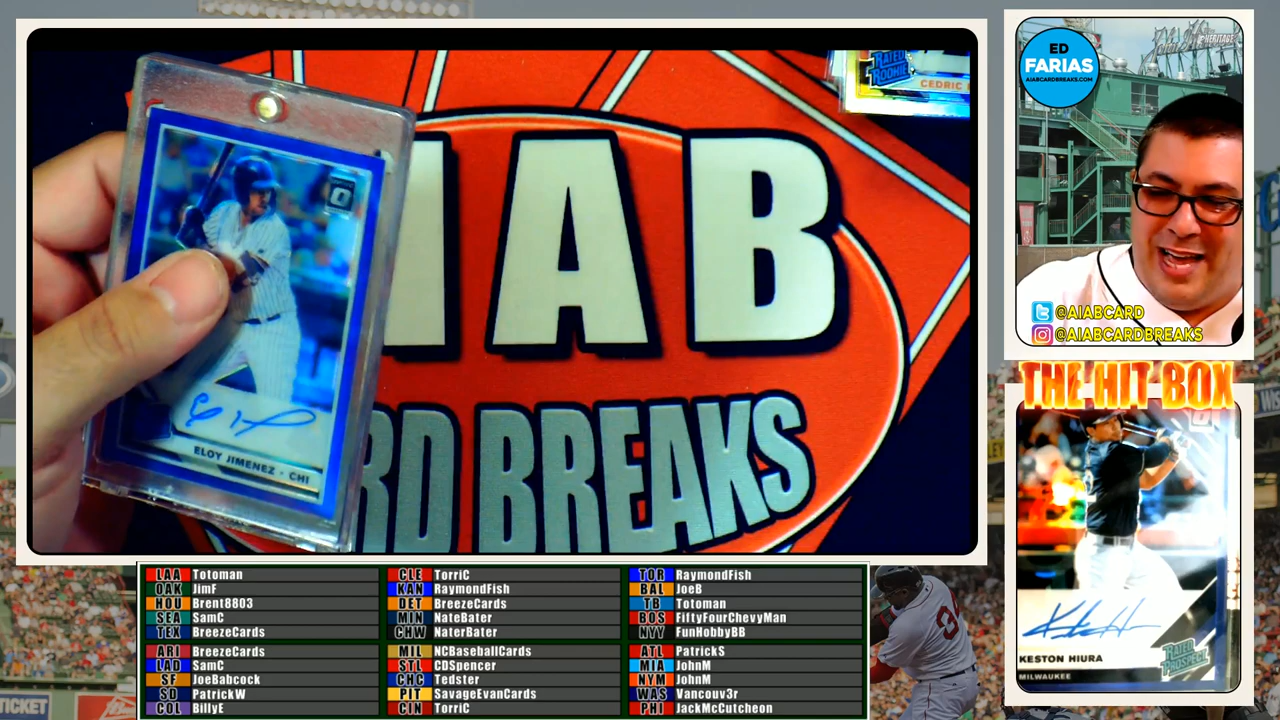 ED
FARIAS
AIABCARDBREAKS.COM
RATED
ROOKIE
CEDRIC
IAB
RD BREAKS
ELOY JIMENEZ - CHI
@AIABCARD
@AIABCARDBREAKS
THE HIT BOX
KESTON HIURA
MILWAUKEE
RATED
PROSPECT
LAA Totoman
OAK JimF
HOU Brent8803
SEA SamC
TEX BreezeCards
ARI BreezeCards
LAD SamC
SF JoeBabcock
SD PatrickW
COL BillyE
CLE TorriC
KAN RaymondFish
DET BreezeCards
MIN NateBater
CHW NaterBater
MIL NCBaseballCards
STL CDSpencer
CHC Tedster
PIT SavageEvanCards
CIN TorriC
TOR RaymondFish
BAL JoeB
TB Totoman
BOS FiftyFourChevyMan
NYY FunHobbyBB
ATL PatrickS
MIA JohnM
NYM JohnM
WAS Vancouv3r
PHI JackMcCutcheon
TICKET